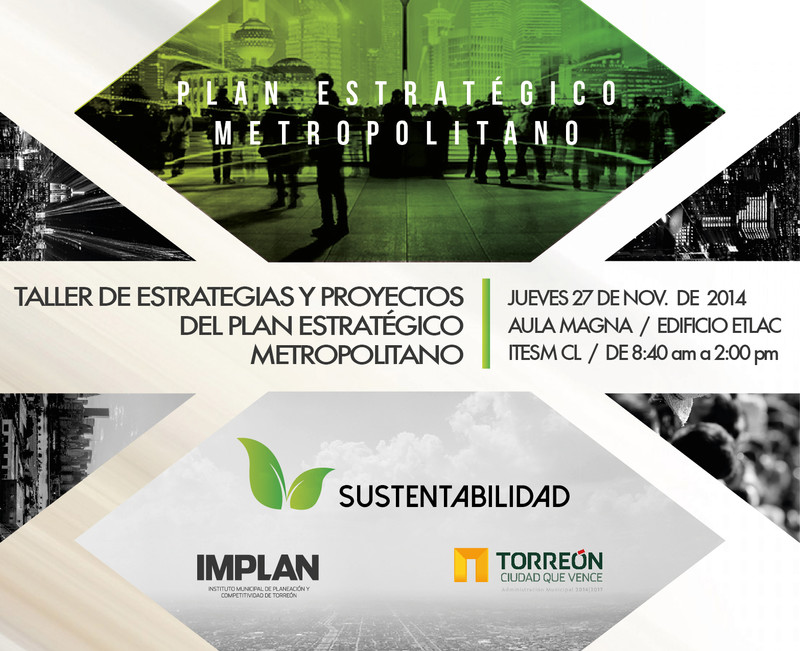 PLAN ESTRATÉGICO
METROPOLITANO
TALLER DE ESTRATEGIAS Y PROYECTOS
DEL PLAN ESTRATÉGICO
METROPOLITANO
JUEVES 27 DE NOV. DE 2014
AULA MAGNA / EDIFICIO ETLAC
ITESM CL / DE 8:40 am a 2:00 pm
SUSTENTABILIDAD
IMPLAN
INSTITUTO MUNICIPAL DE PLANEACIÓN Y
COMPETITIVIDAD DE TORREÓN
TORREÓN
CIUDAD QUE VENCE
Administración Municipal